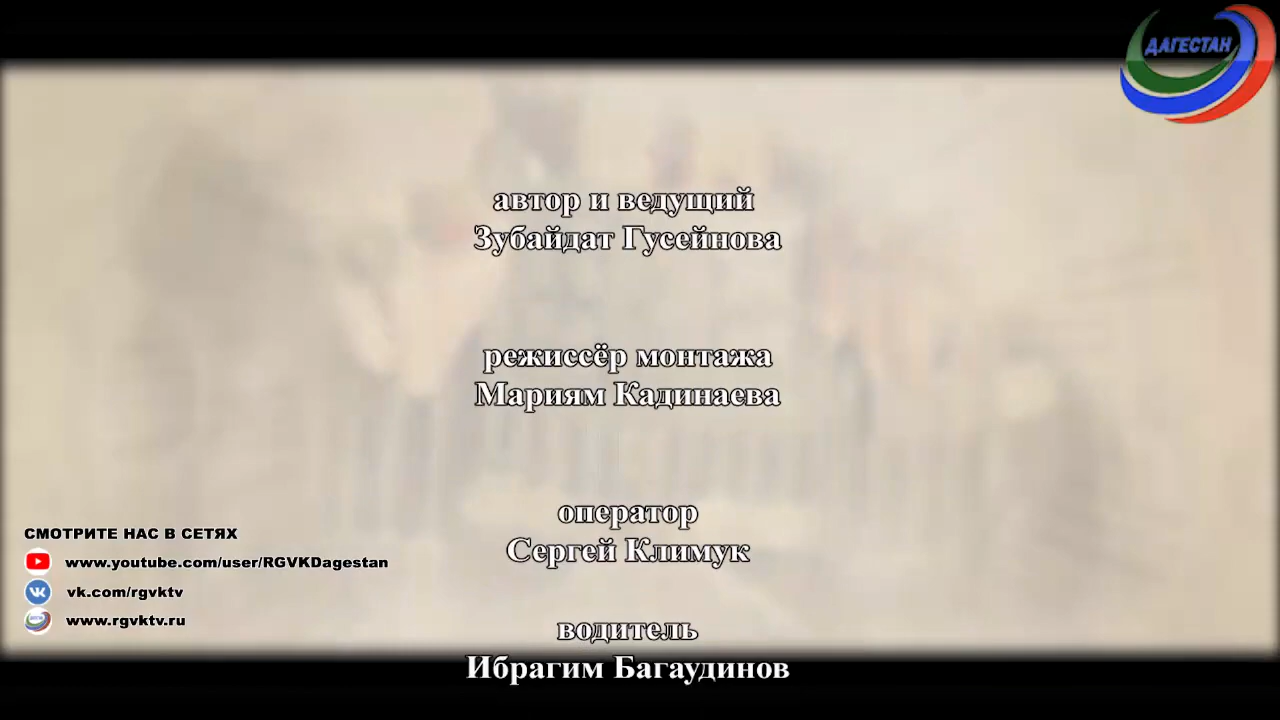 ДАГЕСТАН
автор и ведущий
Зубайдат Гусейнова
режиссёр монтажа
Мариям Кадинаева
оператор
Сергей Климук
водитель
Ибрагим Багаудинов
СМОТРИТЕ НАС В СЕТЯХ
www.youtube.com/user/RGVKDagestan
vk.com/rgvktv
www.rgvktv.ru